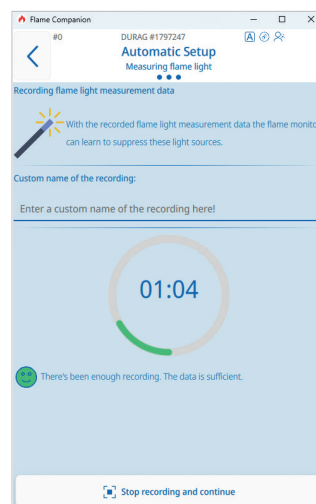 Flame Companion
#0 DURAG #1797247
Automatic Setup
Measuring flame light
Recording flame light measurement data
With the recorded flame light measurement data the flame monito
can learn to suppress these light sources.
Custom name of the recording:
Enter a custom name of the recording here!
01:04
There's been enough recording. The data is sufficient.
Stop recording and continue